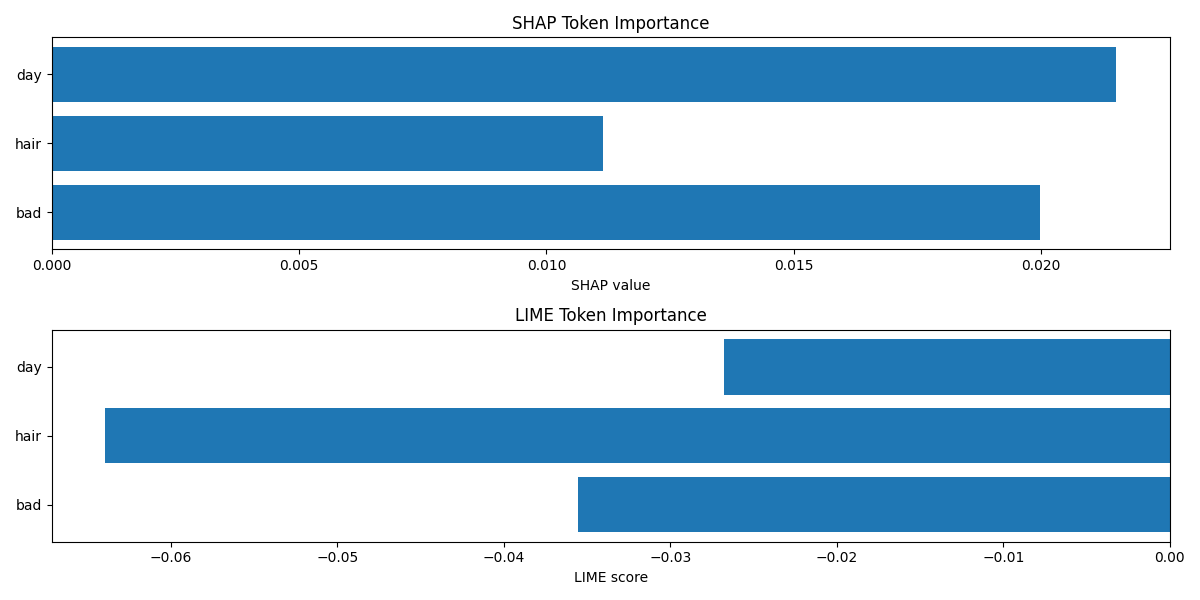 SHAP Token Importance
day
hair
bad
0.000 0.005 0.010 0.015 0.020
SHAP value
LIME Token Importance
day
hair
bad
−0.06 −0.05 −0.04 −0.03 −0.02 −0.01 0.00
LIME score